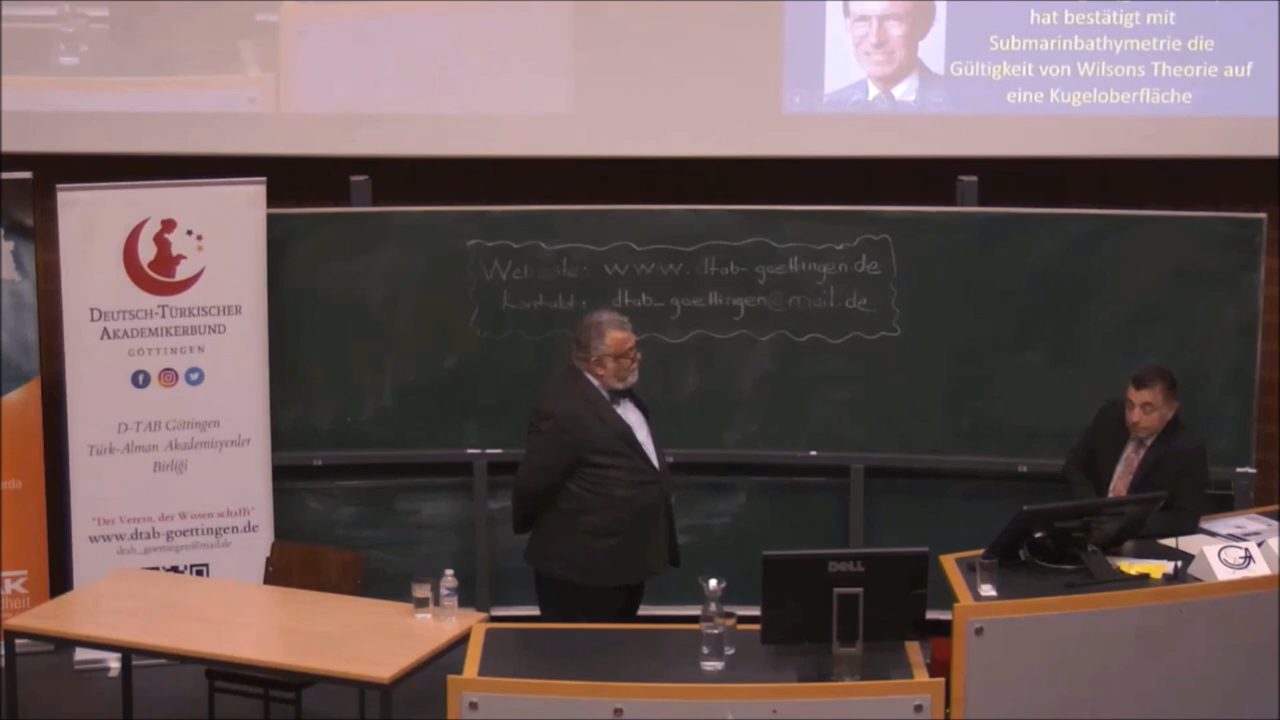 hat bestätigt mit
Submarinbathymetrie die
Gültigkeit von Wilsons Theorie auf
eine Kugeloberfläche
Website: www.dtab-goettingen.de
Kontakt: dtab_goettingen@mail.de
DEUTSCH-TÜRKISCHER
AKADEMIKERBUND
GÖTTINGEN
D-TAB Göttingen
Türk-Alman Akademisyenler
Birliği
"Der Verein, der Wissen schafft"
www.dtab-goettingen.de
dtab_goettingen@mail.de
DELL